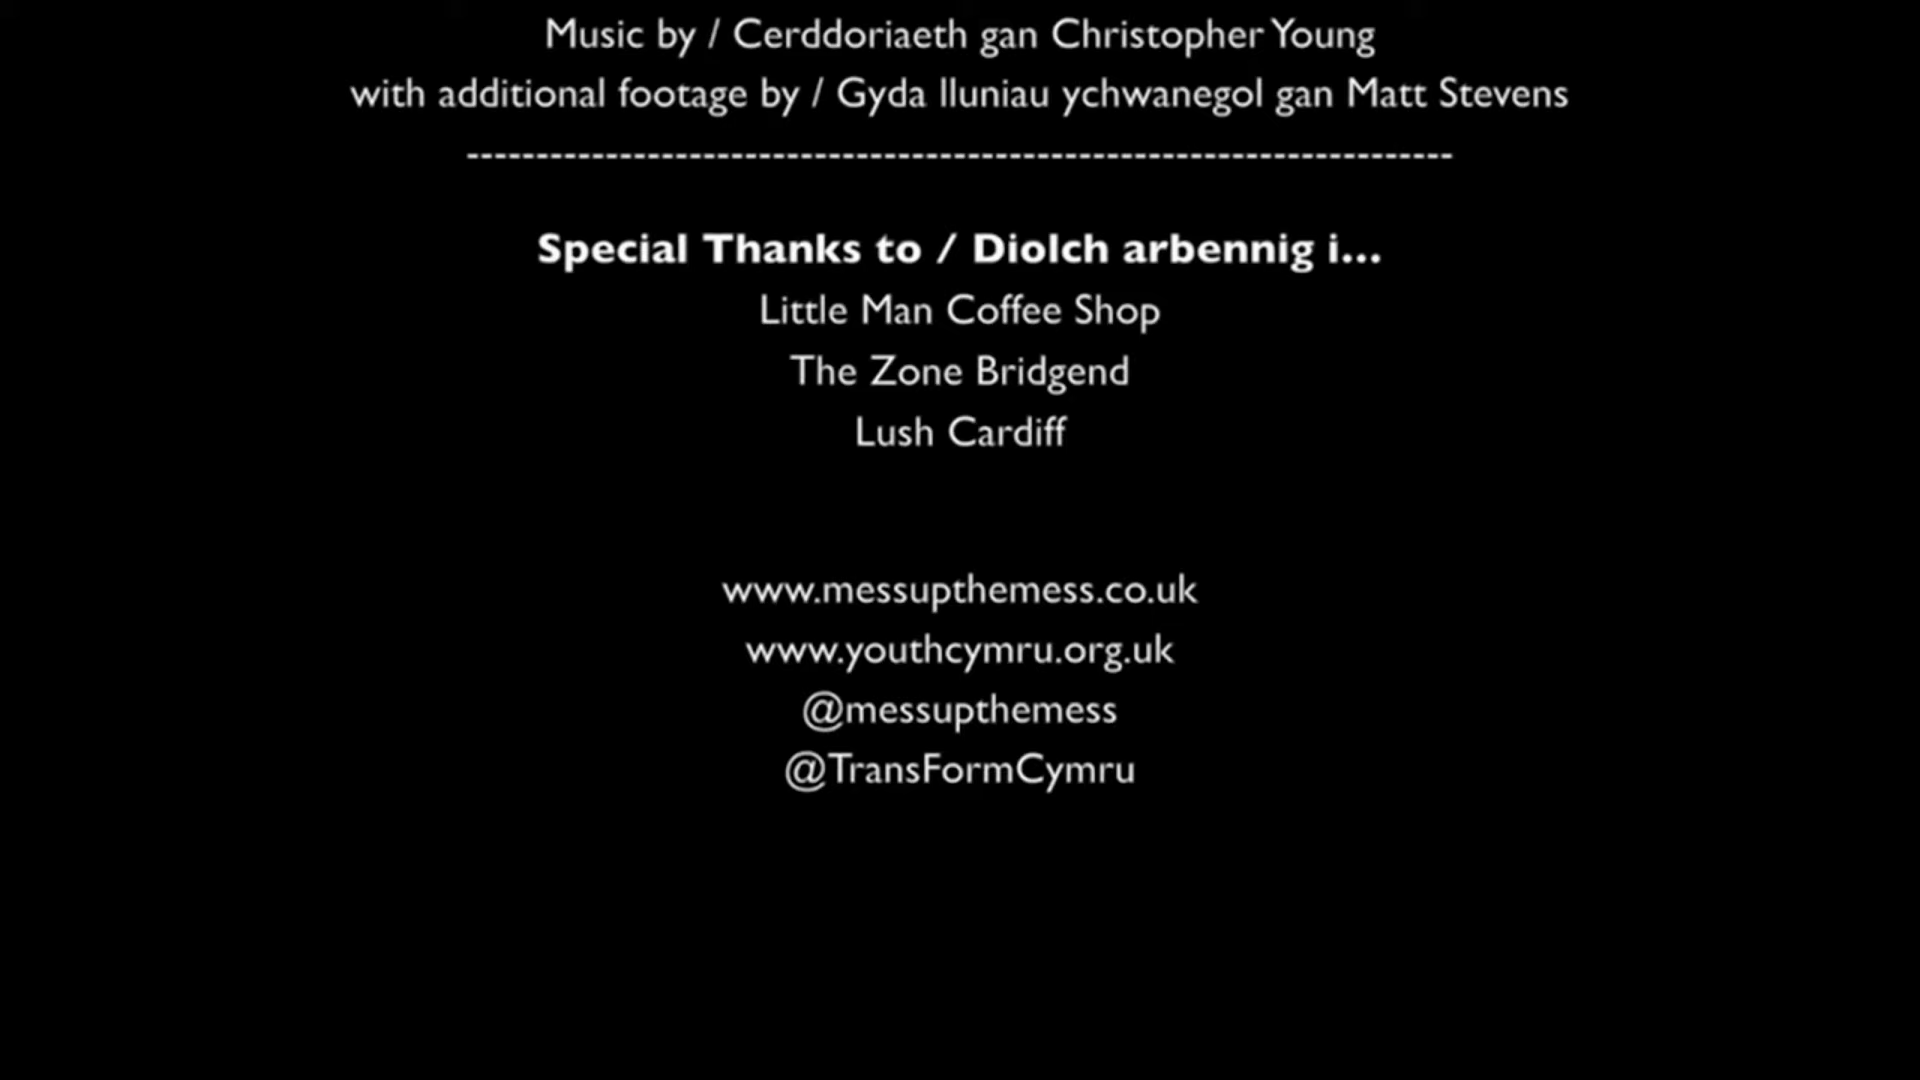 Music by / Cerddoriaeth gan Christopher Young
with additional footage by / Gyda lluniau ychwanegol gan Matt Stevens
-----------------------------------------------------------------------
Special Thanks to / Diolch arbennig i...
Little Man Coffee Shop
The Zone Bridgend
Lush Cardiff
www.messupthemess.co.uk
www.youthcymru.org.uk
@messupthemess
@TransFormCymru